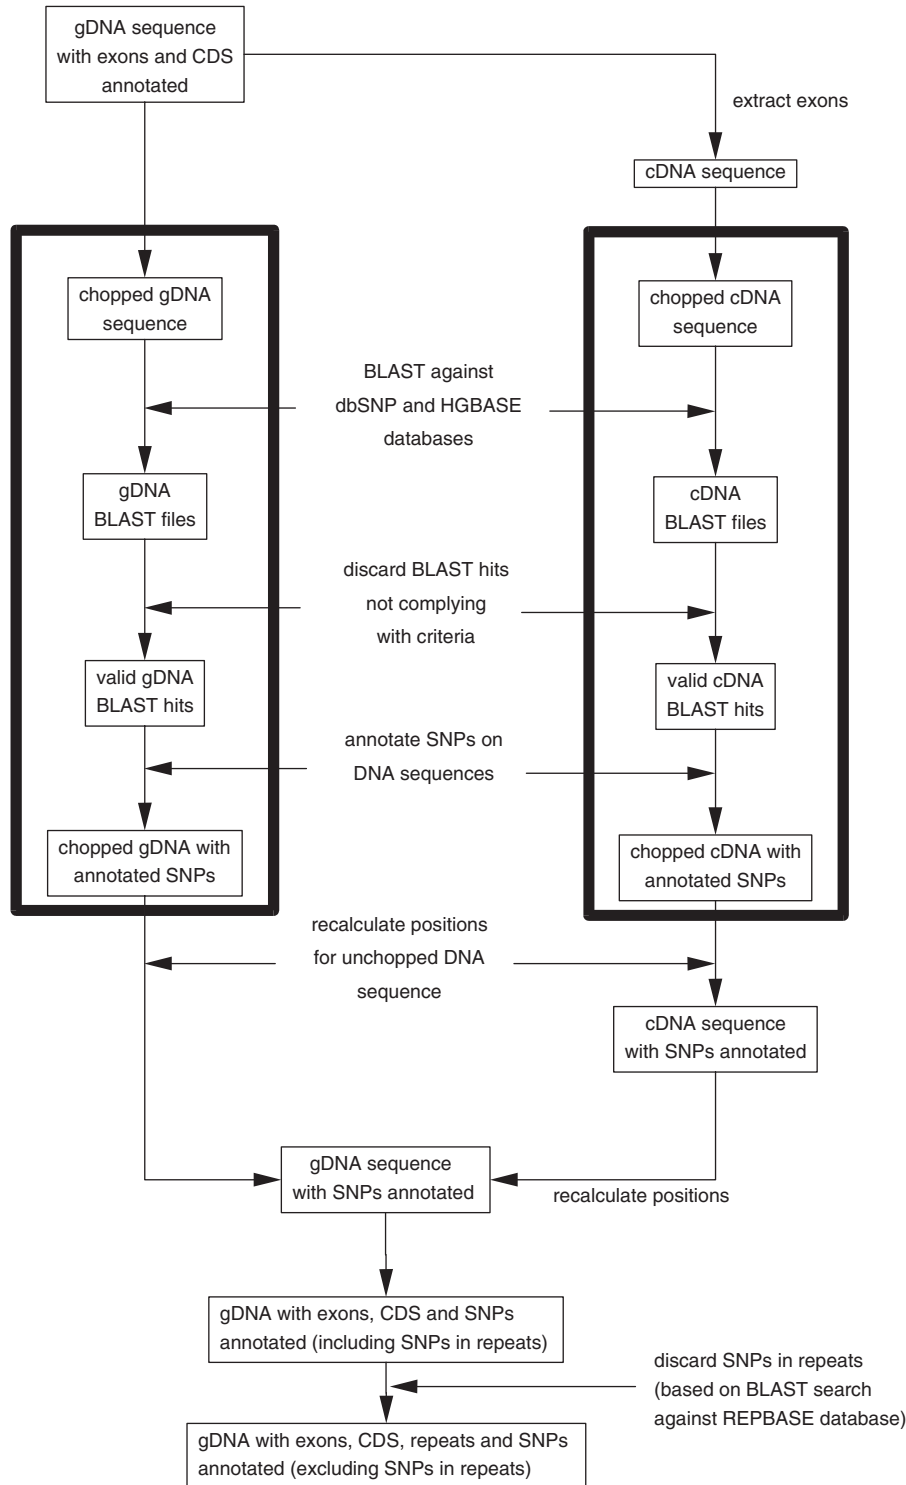 gDNA sequence
with exons and CDS
annotated
extract exons
cDNA sequence
chopped gDNA
sequence
chopped cDNA
sequence
BLAST against
dbSNP and HGBASE
databases
gDNA
BLAST files
cDNA
BLAST files
discard BLAST hits
not complying
with criteria
valid gDNA
BLAST hits
valid cDNA
BLAST hits
annotate SNPs on
DNA sequences
chopped gDNA with
annotated SNPs
chopped cDNA with
annotated SNPs
recalculate positions
for unchopped DNA
sequence
cDNA sequence
with SNPs annotated
gDNA sequence
with SNPs annotated
recalculate positions
gDNA with exons, CDS and SNPs
annotated (including SNPs in repeats)
discard SNPs in repeats
(based on BLAST search
against REPBASE database)
gDNA with exons, CDS, repeats and SNPs
annotated (excluding SNPs in repeats)